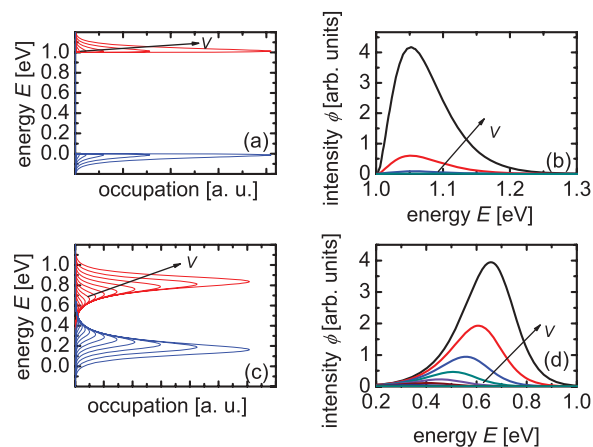 energy E [eV]
1.0
0.8
0.6
0.4
0.2
0.0
V
(a)
occupation [a. u.]
intensity ϕ [arb. units]
4
3
2
1
0
V
(b)
1.0 1.1 1.2 1.3
energy E [eV]
energy E [eV]
1.0
0.8
0.6
0.4
0.2
0.0
V
(c)
occupation [a. u.]
intensity ϕ [arb. units]
4
3
2
1
0
V
(d)
0.2 0.4 0.6 0.8 1.0
energy E [eV]